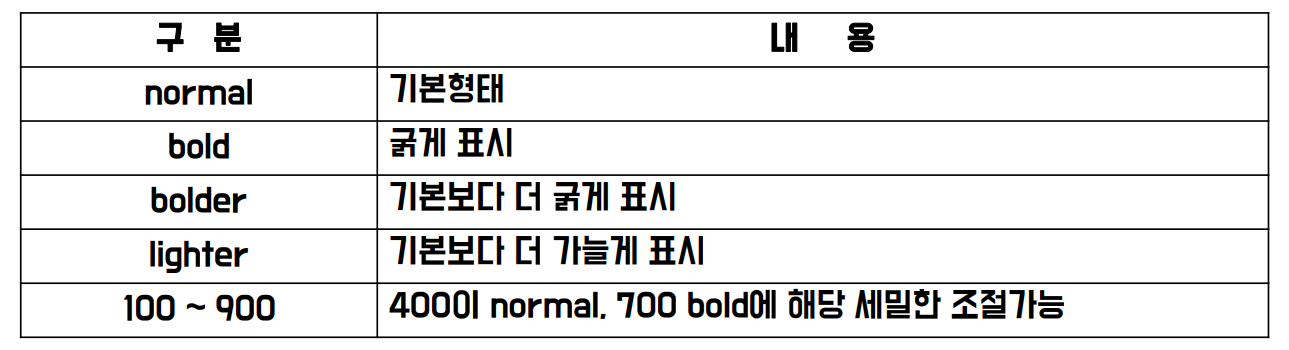 구 분 내 용
normal 기본형태
bold 굵게 표시
bolder 기본보다 더 굵게 표시
lighter 기본보다 더 가늘게 표시
100 ~ 900 400이 normal, 700 bold에 해당 세밀한 조절가능